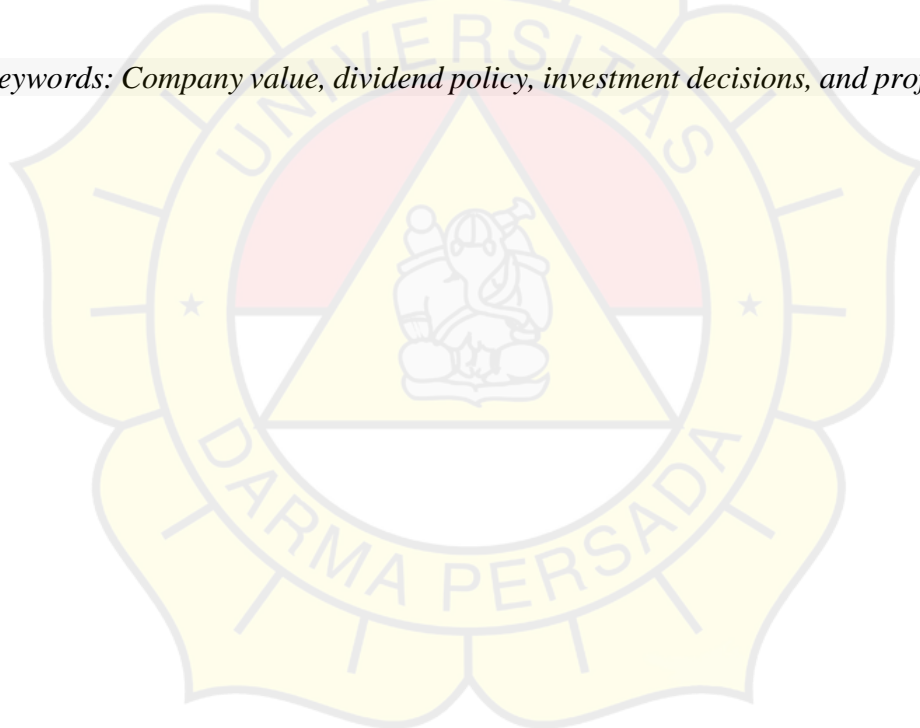 eywords: Company value, dividend policy, investment decisions, and prof
UNIVERSITAS
DARMA PERSADA